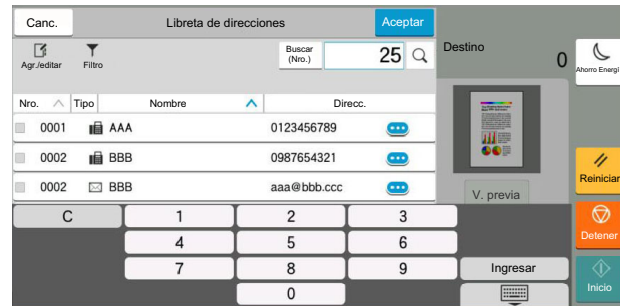 Canc.
Libreta de direcciones
Aceptar
Agr./editar
Filtro
Buscar
(Nro.)
25
Destino
0
Ahorro Energí
Nro.
Tipo
Nombre
Direcc.
0001
AAA
0123456789
0002
BBB
0987654321
0002
BBB
aaa@bbb.ccc
V. previa
Reiniciar
C
1
2
3
Detener
4
5
6
7
8
9
Ingresar
0
Inicio